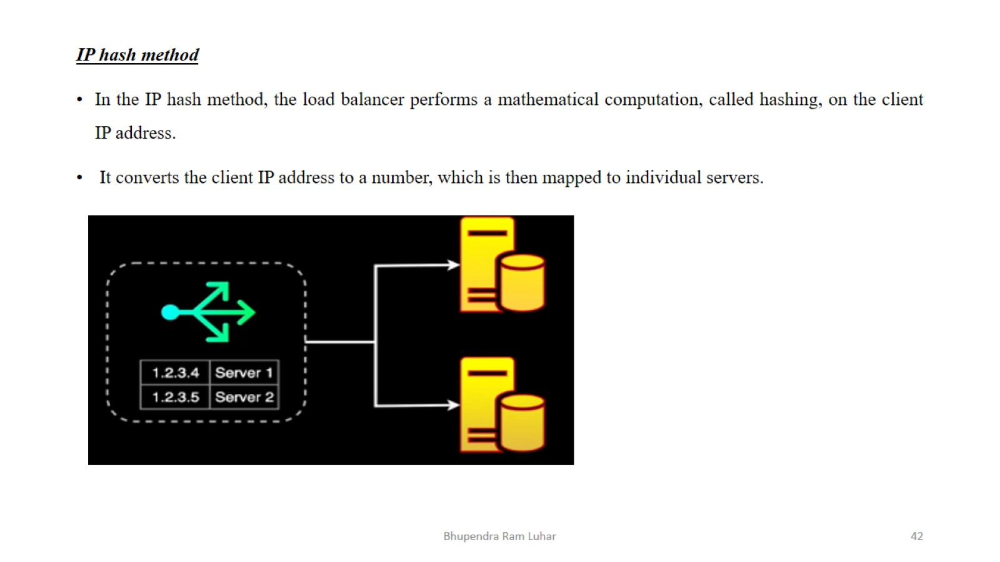 IP hash method
• In the IP hash method, the load balancer performs a mathematical computation, called hashing, on the client
IP address.
• It converts the client IP address to a number, which is then mapped to individual servers.
1.2.3.4 Server 1
1.2.3.5 Server 2
Bhupendra Ram Luhar 42